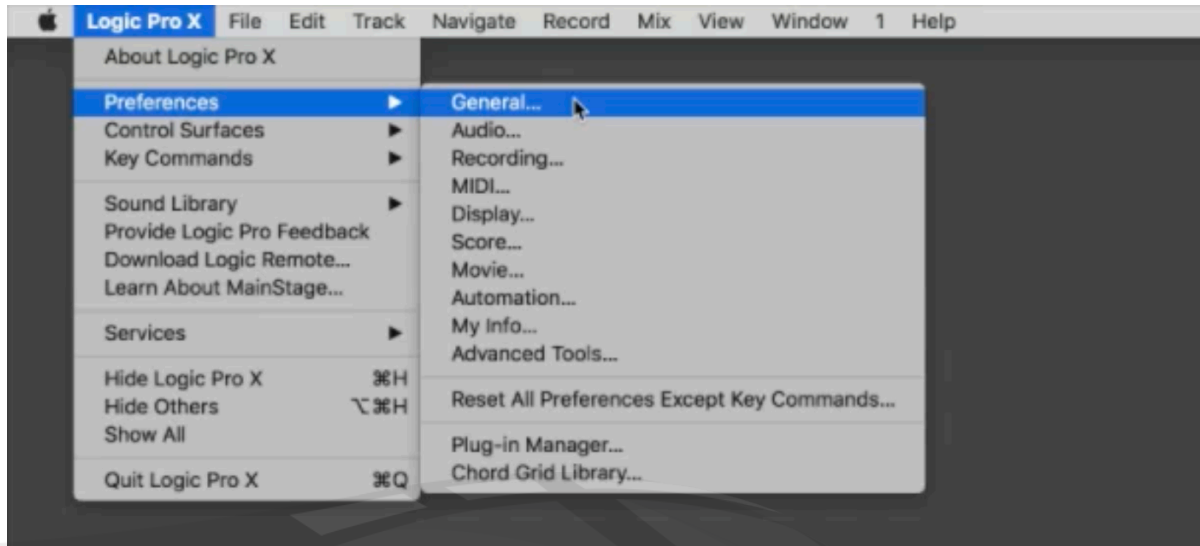 Logic Pro X File Edit Track Navigate Record Mix View Window 1 Help
About Logic Pro X
Preferences ▶
Control Surfaces ▶
Key Commands ▶
Sound Library ▶
Provide Logic Pro Feedback
Download Logic Remote...
Learn About MainStage...
Services ▶
Hide Logic Pro X ⌘H
Hide Others ⌥⌘H
Show All
Quit Logic Pro X ⌘Q
General...
Audio...
Recording...
MIDI...
Display...
Score...
Movie...
Automation...
My Info...
Advanced Tools...
Reset All Preferences Except Key Commands...
Plug-in Manager...
Chord Grid Library...